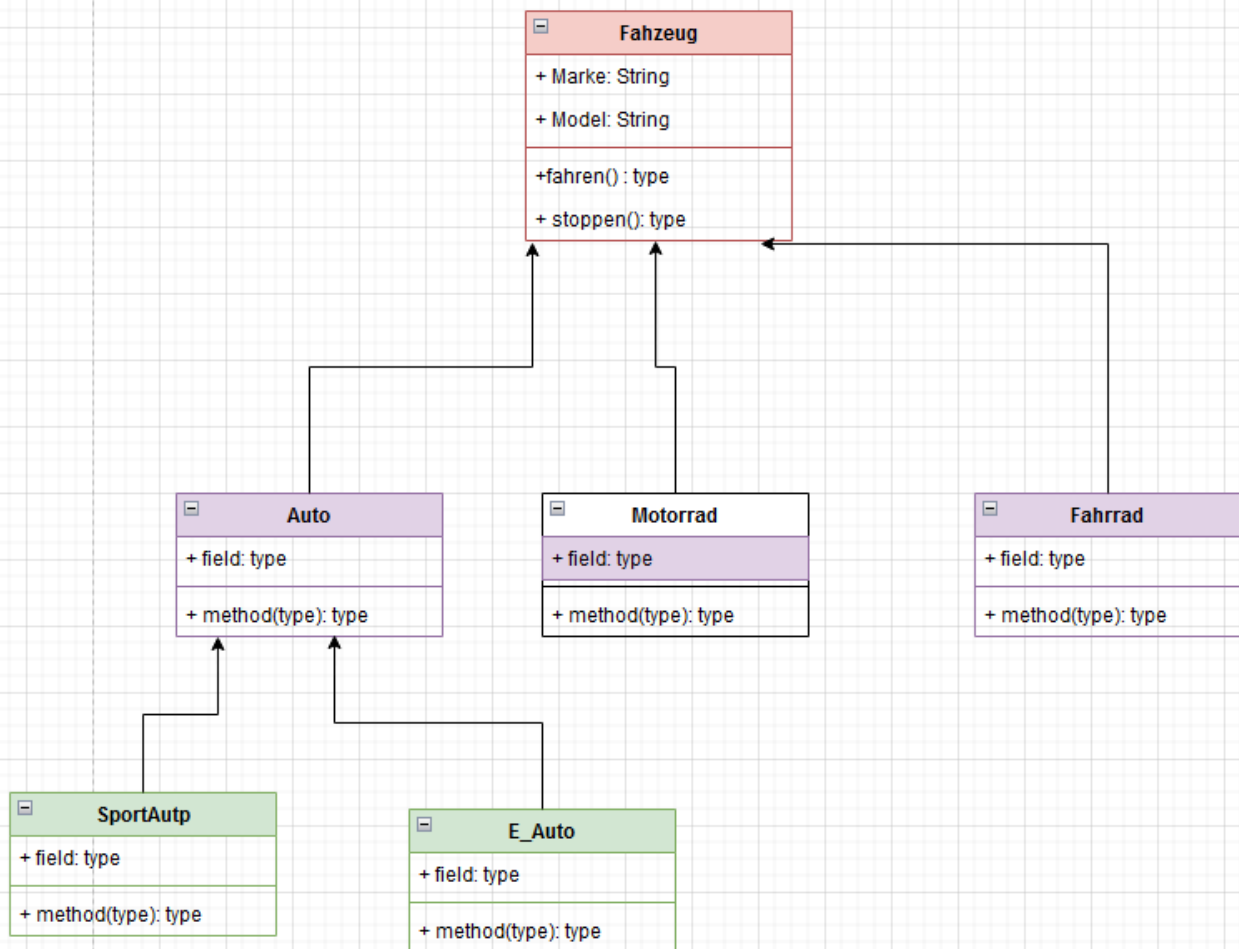 Fahzeug
+ Marke: String
+ Model: String
+fahren() : type
+ stoppen(): type
Auto
+ field: type
+ method(type): type
Motorrad
+ field: type
+ method(type): type
Fahrrad
+ field: type
+ method(type): type
SportAutp
+ field: type
+ method(type): type
E_Auto
+ field: type
+ method(type): type